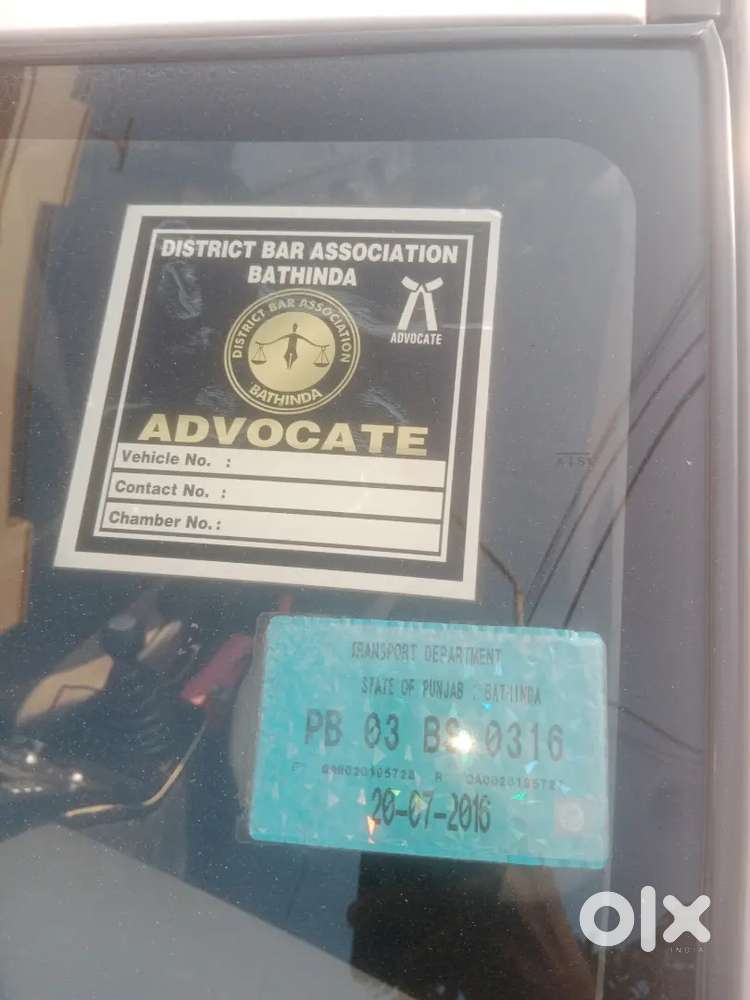 DISTRICT BAR ASSOCIATION
BATHINDA
DISTRICT BAR ASSOCIATION
BATHINDA
ADVOCATE
ADVOCATE
Vehicle No. :
Contact No. :
Chamber No. :
TRANSPORT DEPARTMENT
STATE OF PUNJAB : BATHINDA
PB 03 BS 0316
20-07-2016
olx
INDIA